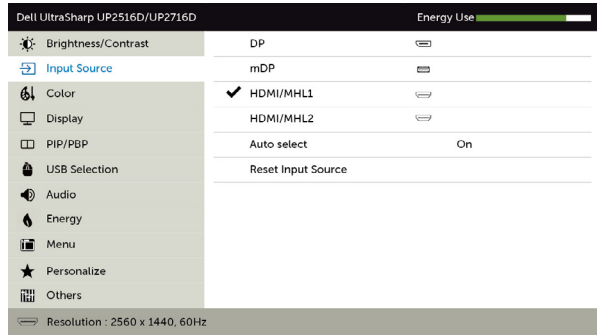 Dell UltraSharp UP2516D/UP2716D Energy Use
Brightness/Contrast
Input Source
Color
Display
PIP/PBP
USB Selection
Audio
Energy
Menu
Personalize
Others
DP
mDP
HDMI/MHL1
HDMI/MHL2
Auto select On
Reset Input Source
Resolution : 2560 x 1440, 60Hz